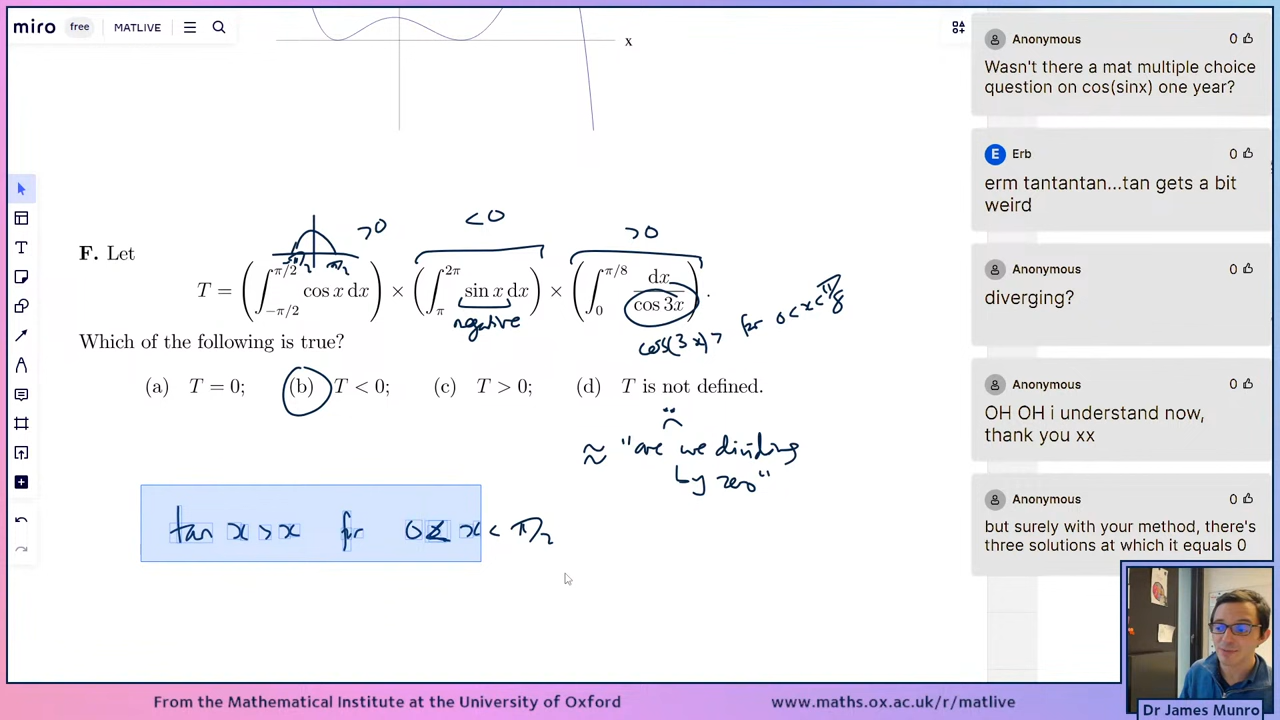 miro free MATLIVE
x
Anonymous 0
Wasn't there a mat multiple choice
question on cos(sinx) one year?
E Erb 0
erm tantantan...tan gets a bit
weird
Anonymous 0
diverging?
Anonymous 0
OH OH i understand now,
thank you xx
Anonymous 0
but surely with your method, there's
three solutions at which it equals 0
>0 <0 >0
-π/2 π/2
F. Let
T = (∫_{-π/2}^{π/2} cos x dx) × (∫_{π}^{2π} sin x dx) × (∫_{0}^{π/8} dx/cos 3x).
negative
cos(3x)> for 0<x<π/8
Which of the following is true?
(a) T = 0; (b) T < 0; (c) T > 0; (d) T is not defined.
≈ "are we dividing
by zero"
tan x > x for 0 < x < π/2
From the Mathematical Institute at the University of Oxford www.maths.ox.ac.uk/r/matlive
Dr James Munro